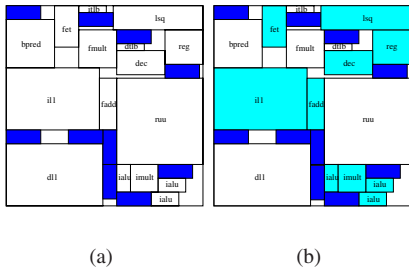 itlb
lsq
bpred
fet
fmult
dtlb
reg
dec
il1
fadd
ruu
dl1
ialu
imult
ialu
ialu
(a)
itlb
lsq
bpred
fet
fmult
dtlb
reg
dec
il1
fadd
ruu
dl1
ialu
imult
ialu
ialu
(b)